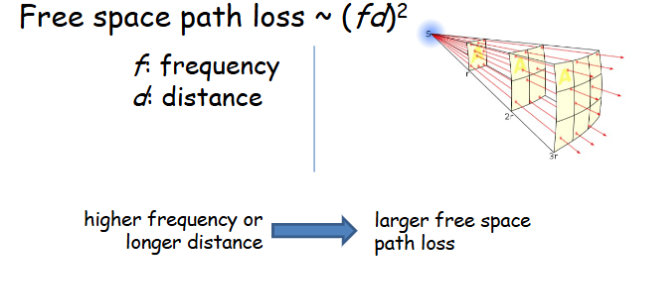 Free space path loss ~ (fd)²
f: frequency
d: distance
S
A
A
A
r
2r
3r
higher frequency or
longer distance
larger free space
path loss